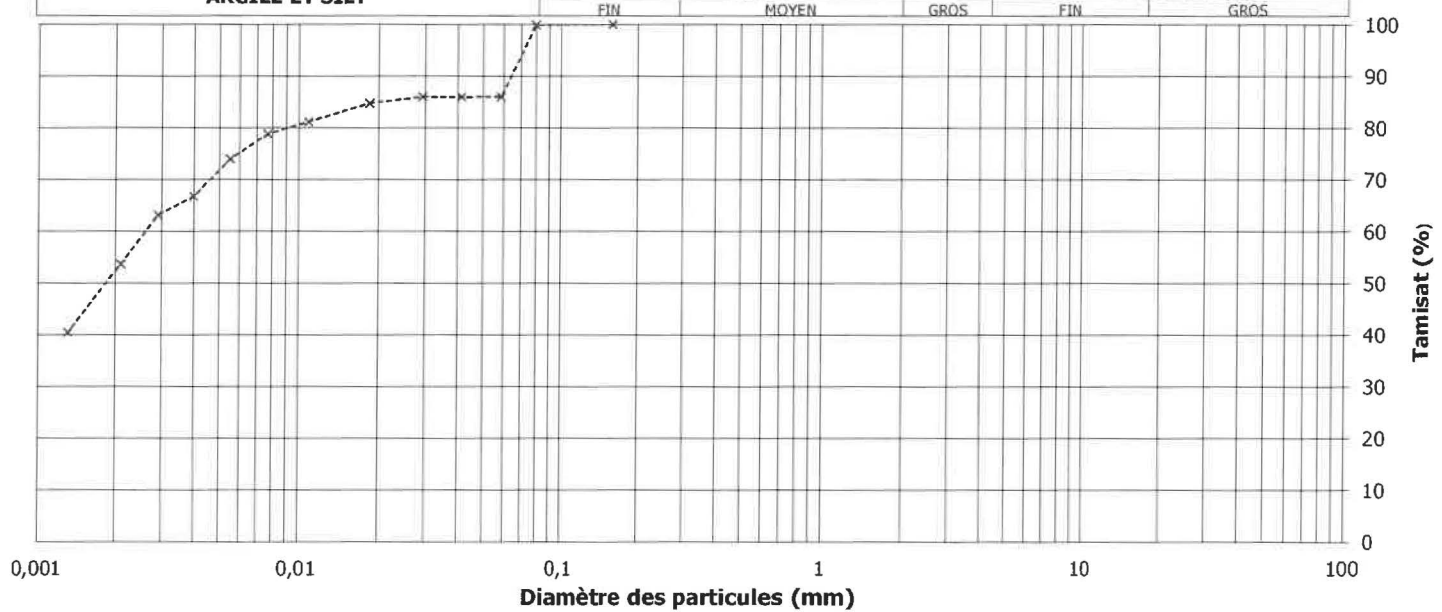 ARGILE ET SILT
FIN MOYEN GROS FIN GROS
100
90
80
70
60
50
40
30
20
10
0
Tamisat (%)
0,001 0,01 0,1 1 10 100
Diamètre des particules (mm)